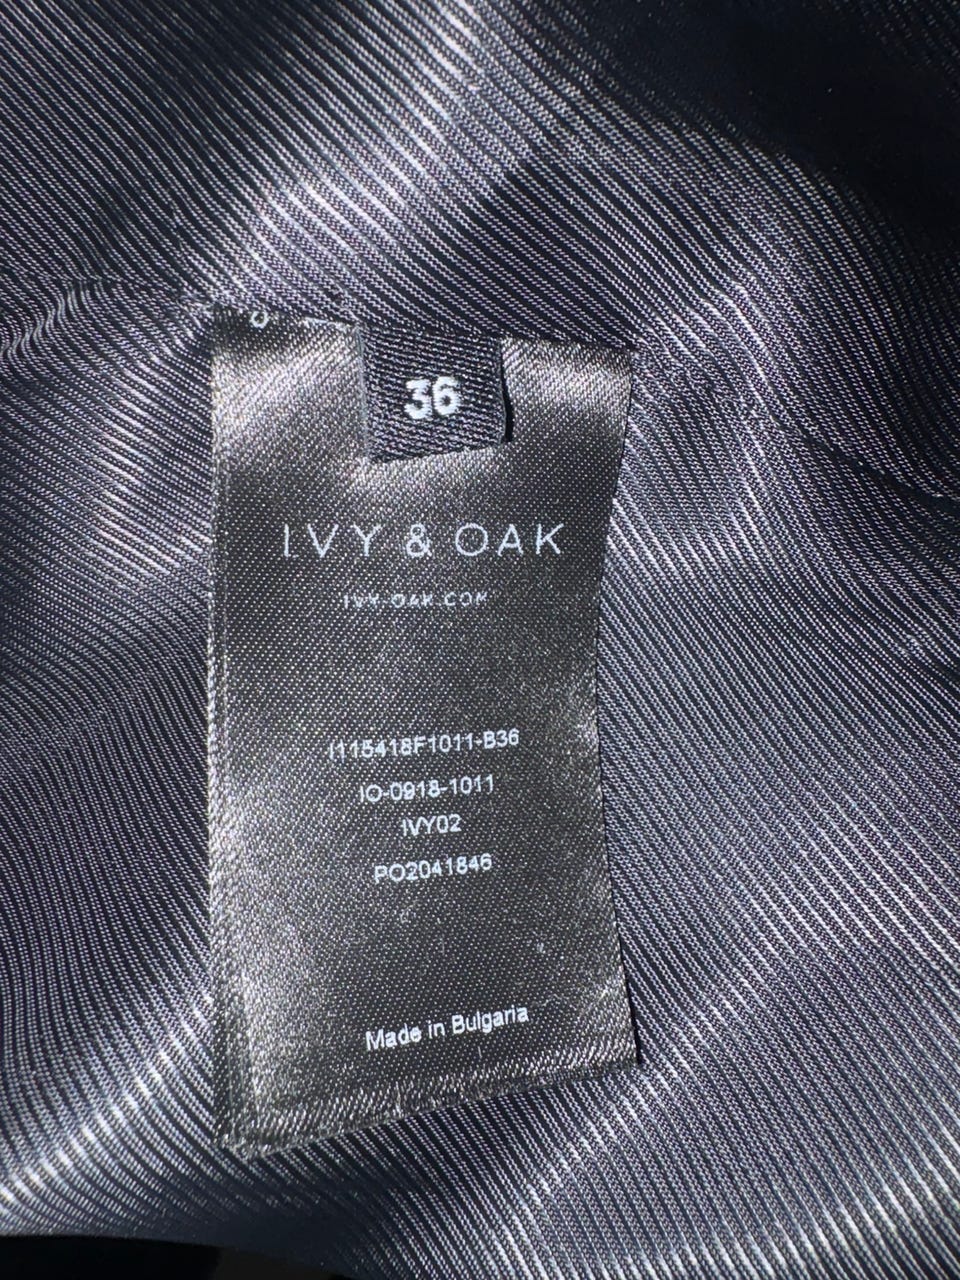 36
IVY & OAK
IVY-OAK.COM
I115418F1011-B36
IO-0918-1011
IVY02
PO2041846
Made in Bulgaria